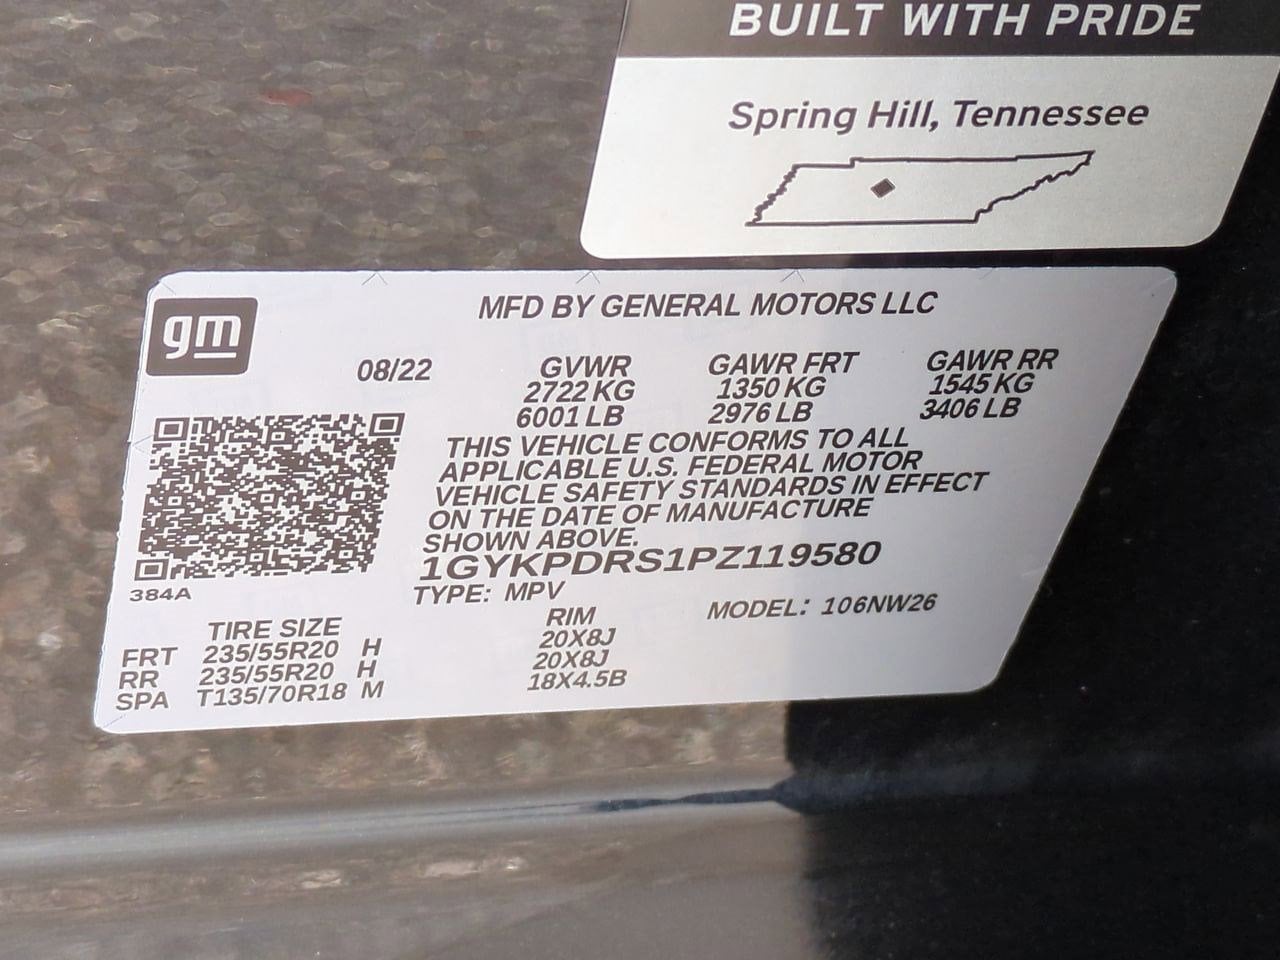 BUILT WITH PRIDE
Spring Hill, Tennessee
gm
MFD BY GENERAL MOTORS LLC
08/22 GVWR GAWR FRT GAWR RR
2722 KG 1350 KG 1545 KG
6001 LB 2976 LB 3406 LB
THIS VEHICLE CONFORMS TO ALL
APPLICABLE U.S. FEDERAL MOTOR
VEHICLE SAFETY STANDARDS IN EFFECT
ON THE DATE OF MANUFACTURE
SHOWN ABOVE.
1GYKPDRS1PZ119580
384A
TYPE: MPV MODEL: 106NW26
TIRE SIZE RIM
FRT 235/55R20 H 20X8J
RR 235/55R20 H 20X8J
SPA T135/70R18 M 18X4.5B